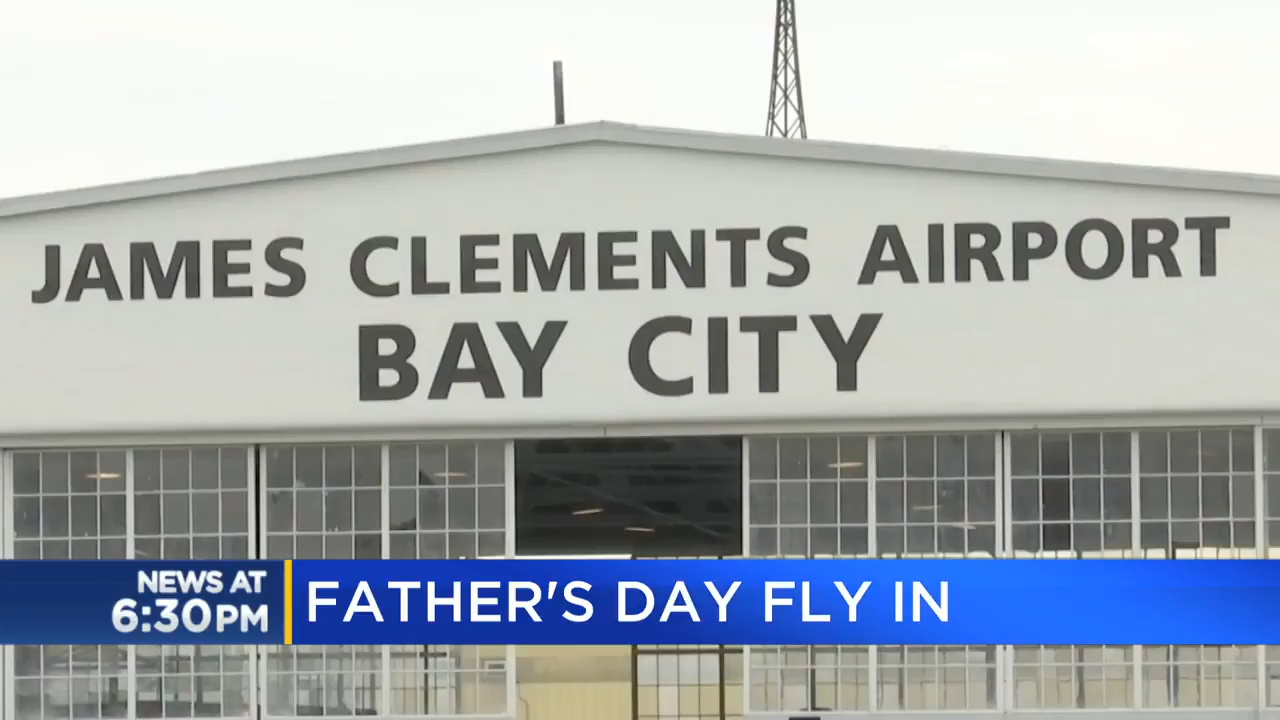 JAMES CLEMENTS AIRPORT
BAY CITY
NEWS AT
6:30PM
FATHER'S DAY FLY IN